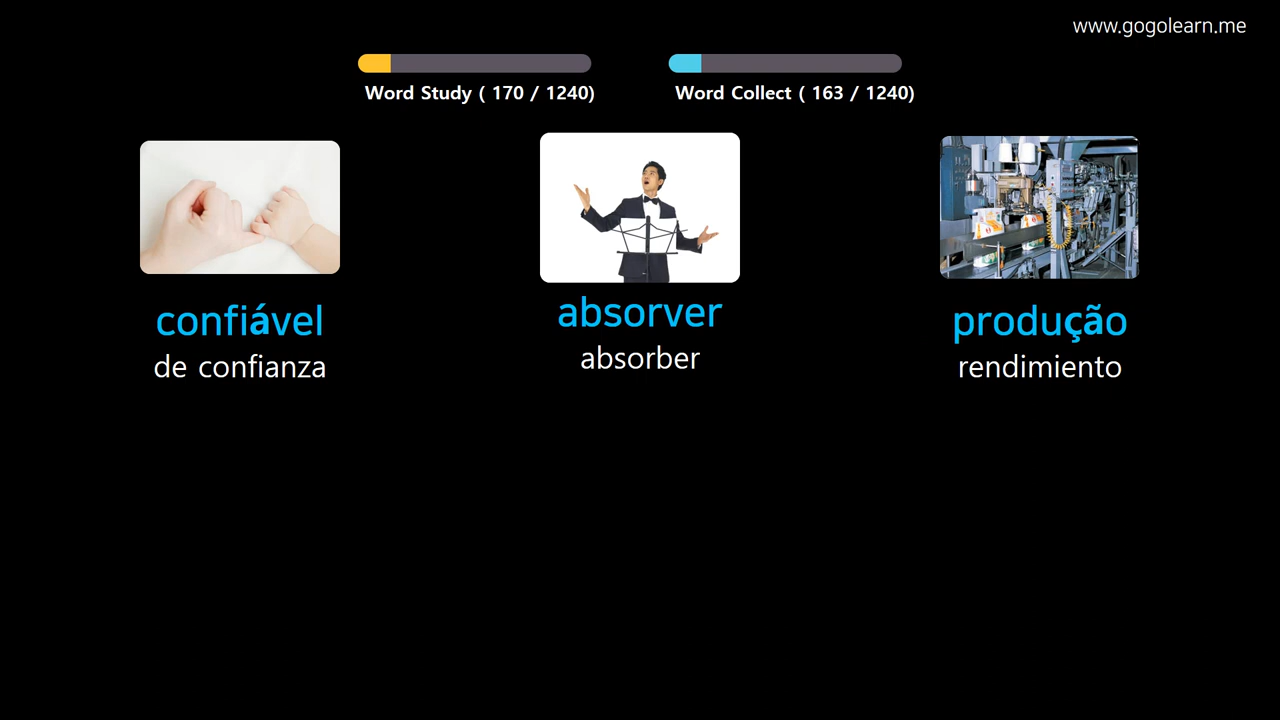 www.gogolearn.me
Word Study ( 170 / 1240)
Word Collect ( 163 / 1240)
confiável
de confianza
absorver
absorber
produção
rendimiento